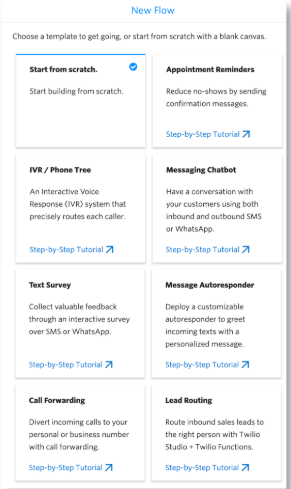 New Flow
Choose a template to get going, or start from scratch with a blank canvas.
Start from scratch.
Start building from scratch.
Appointment Reminders
Reduce no-shows by sending
confirmation messages.
Step-by-Step Tutorial
IVR / Phone Tree
An Interactive Voice
Response (IVR) system that
precisely routes each caller.
Step-by-Step Tutorial
Messaging Chatbot
Have a conversation with
your customers using both
inbound and outbound SMS
or WhatsApp.
Step-by-Step Tutorial
Text Survey
Collect valuable feedback
through an interactive survey
over SMS or WhatsApp.
Step-by-Step Tutorial
Message Autoresponder
Deploy a customizable
autoresponder to greet
incoming texts with a
personalized message.
Step-by-Step Tutorial
Call Forwarding
Divert incoming calls to your
personal or business number
with call forwarding.
Step-by-Step Tutorial
Lead Routing
Route inbound sales leads to
the right person with Twilio
Studio + Twilio Functions.
Step-by-Step Tutorial